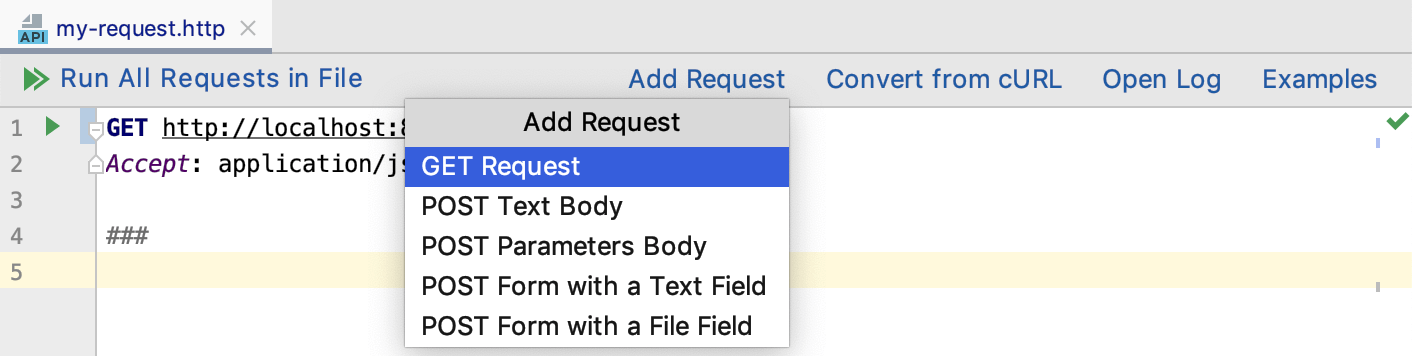 API my-request.http
Run All Requests in File Add Request Convert from cURL Open Log Examples
Add Request
1 GET http://localhost:
GET Request
2 Accept: application/js
POST Text Body
3
POST Parameters Body
4 ###
5
POST Form with a Text Field
POST Form with a File Field